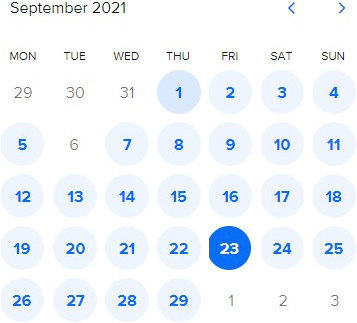 September 2021
MON TUE WED THU FRI SAT SUN
29 30 31 1 2 3 4
5 6 7 8 9 10 11
12 13 14 15 16 17 18
19 20 21 22 23 24 25
26 27 28 29 1 2 3